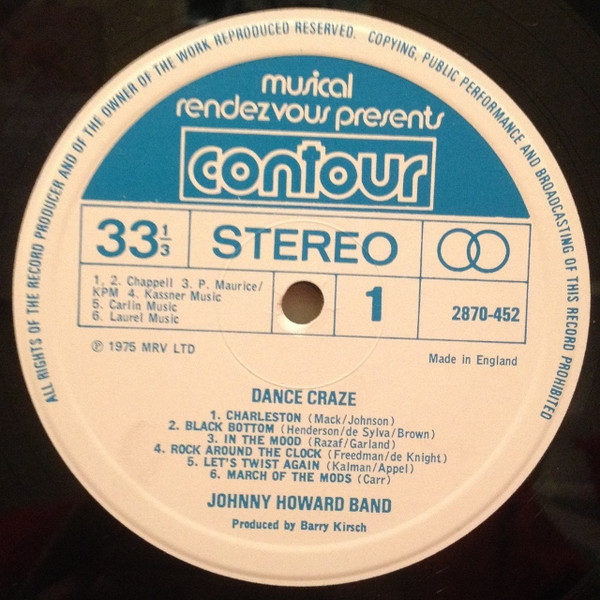 ALL RIGHTS OF THE RECORD PRODUCER AND OF THE OWNER OF THE WORK REPRODUCED RESERVED. COPYING, PUBLIC PERFORMANCE AND BROADCASTING OF THIS RECORD PROHIBITED
musical
rendezvous presents
contour
33 1/3
STEREO
1, 2. Chappell 3. P. Maurice/
KPM 4. Kassner Music
5. Carlin Music
6. Laurel Music
1
2870-452
℗ 1975 MRV LTD
Made in England
DANCE CRAZE
1. CHARLESTON (Mack/Johnson)
2. BLACK BOTTOM (Henderson/de Sylva/Brown)
3. IN THE MOOD (Razaf/Garland)
4. ROCK AROUND THE CLOCK (Freedman/de Knight)
5. LET'S TWIST AGAIN (Kalman/Appel)
6. MARCH OF THE MODS (Carr)
JOHNNY HOWARD BAND
Produced by Barry Kirsch